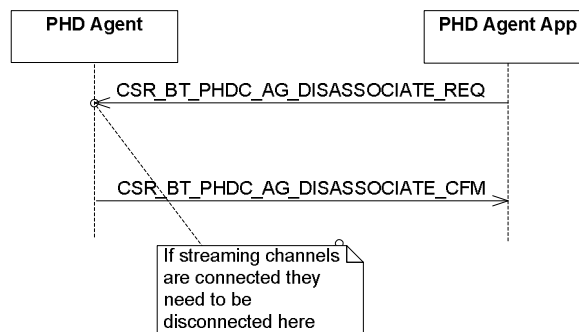 PHD Agent
PHD Agent App
CSR_BT_PHDC_AG_DISASSOCIATE_REQ
CSR_BT_PHDC_AG_DISASSOCIATE_CFM
If streaming channels
are connected they
need to be
disconnected here